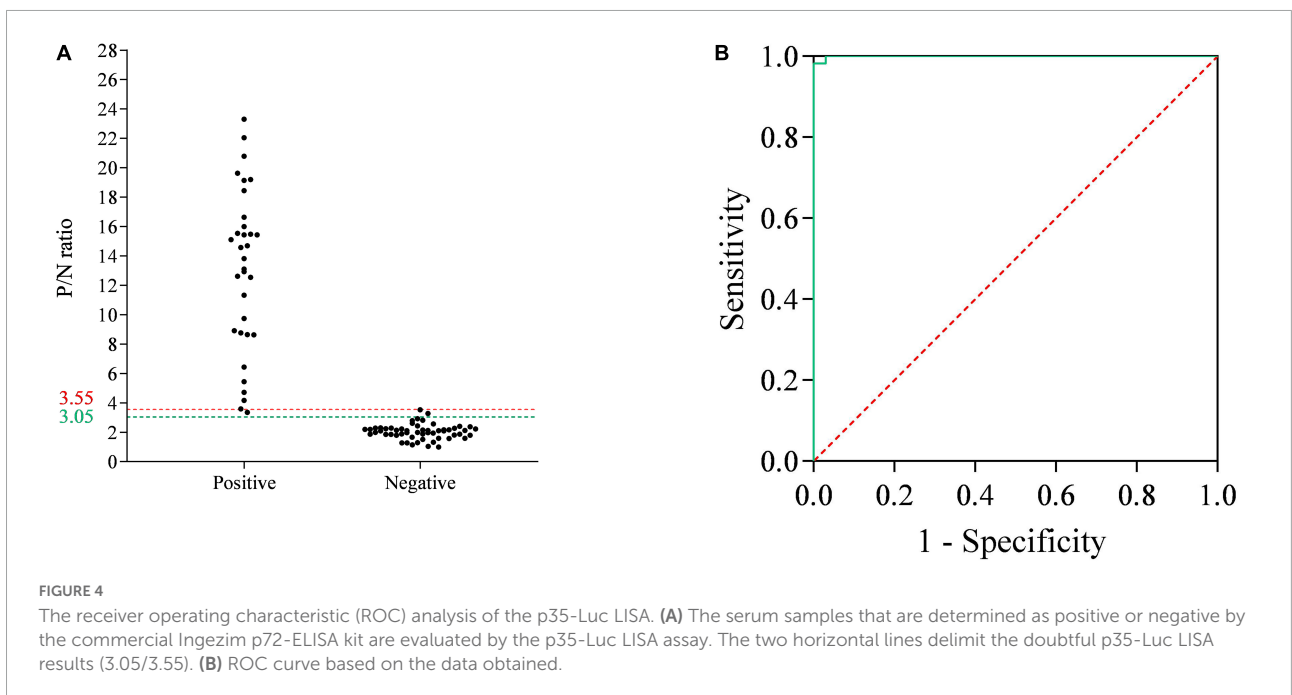 A
28
26
24
22
20
18
16
14
12
10
8
6
4
2
0
P/N ratio
3.55
3.05
Positive
Negative
B
1.0
0.8
0.6
0.4
0.2
0.0
Sensitivity
0.0
0.2
0.4
0.6
0.8
1.0
1 - Specificity
FIGURE 4
The receiver operating characteristic (ROC) analysis of the p35-Luc LISA. (A) The serum samples that are determined as positive or negative by
the commercial Ingezim p72-ELISA kit are evaluated by the p35-Luc LISA assay. The two horizontal lines delimit the doubtful p35-Luc LISA
results (3.05/3.55). (B) ROC curve based on the data obtained.